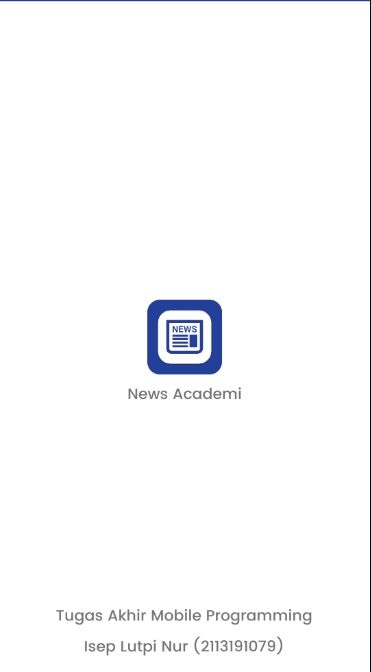 NEWS
News Academi
Tugas Akhir Mobile Programming
Isep Lutpi Nur (2113191079)